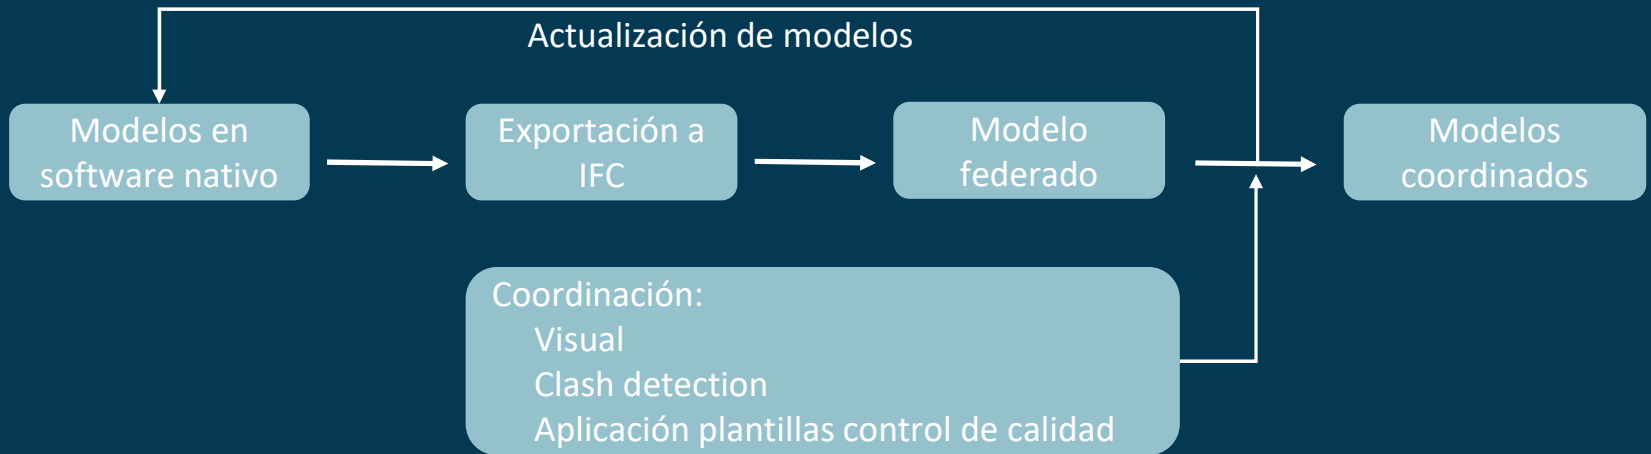 Actualización de modelos
Modelos en
software nativo
Exportación a
IFC
Modelo
federado
Modelos
coordinados
Coordinación:
Visual
Clash detection
Aplicación plantillas control de calidad